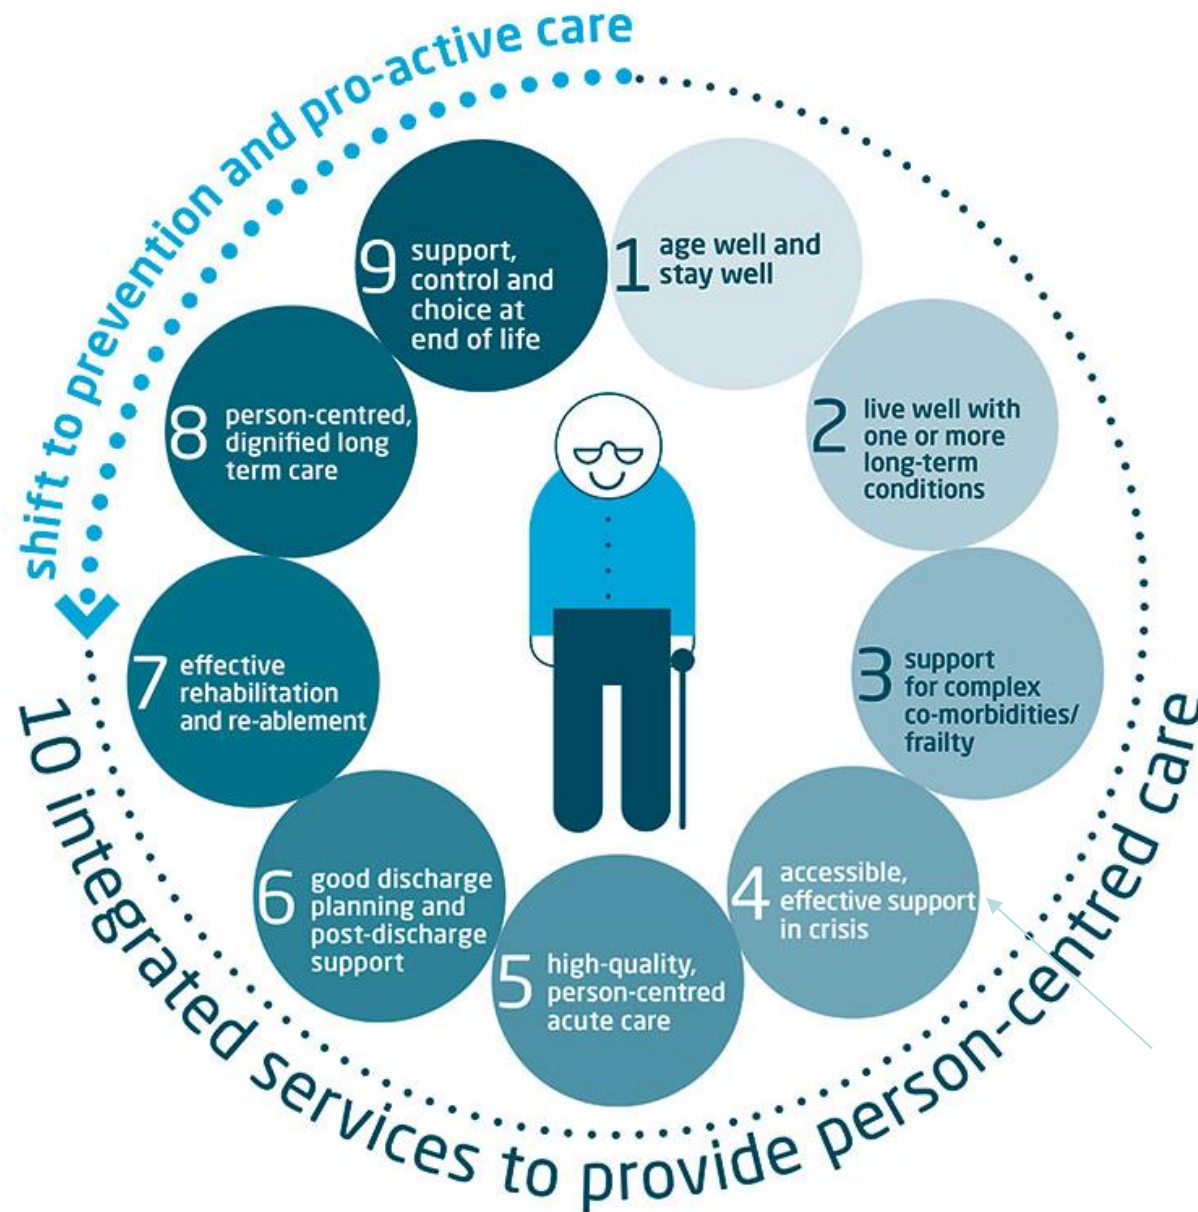 shift to prevention and pro-active care
1 age well and
stay well
2 live well with
one or more
long-term
conditions
3 support
for complex
co-morbidities/
frailty
4 accessible,
effective support
in crisis
5 high-quality,
person-centred
acute care
6 good discharge
planning and
post-discharge
support
7 effective
rehabilitation
and re-ablement
8 person-centred,
dignified long
term care
9 support,
control and
choice at
end of life
10 integrated services to provide person-centred care